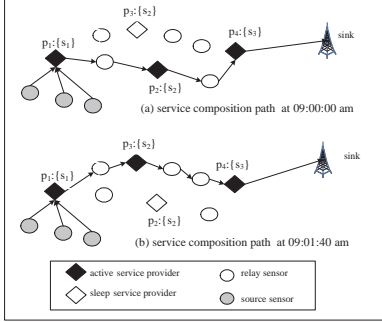 p₃:{s₂}
p₁:{s₁}
p₄:{s₃}
sink
p₂:{s₂}
(a) service composition path at 09:00:00 am
p₃:{s₂}
sink
p₁:{s₁}
p₄:{s₃}
p₂:{s₂}
(b) service composition path at 09:01:40 am
active service provider
relay sensor
sleep service provider
source sensor